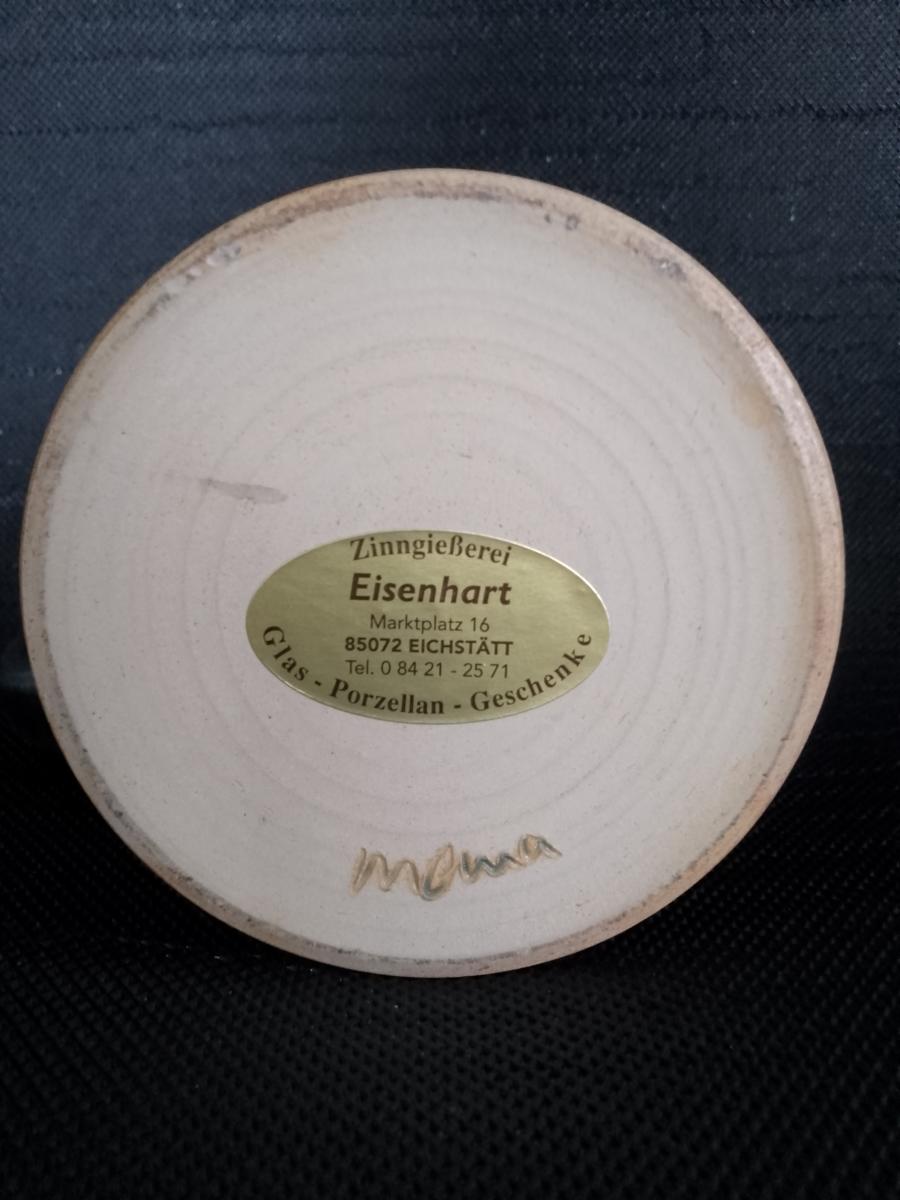 Zinngießerei
Eisenhart
Marktplatz 16
85072 EICHSTÄTT
Tel. 0 84 21 - 25 71
Glas - Porzellan - Geschenke